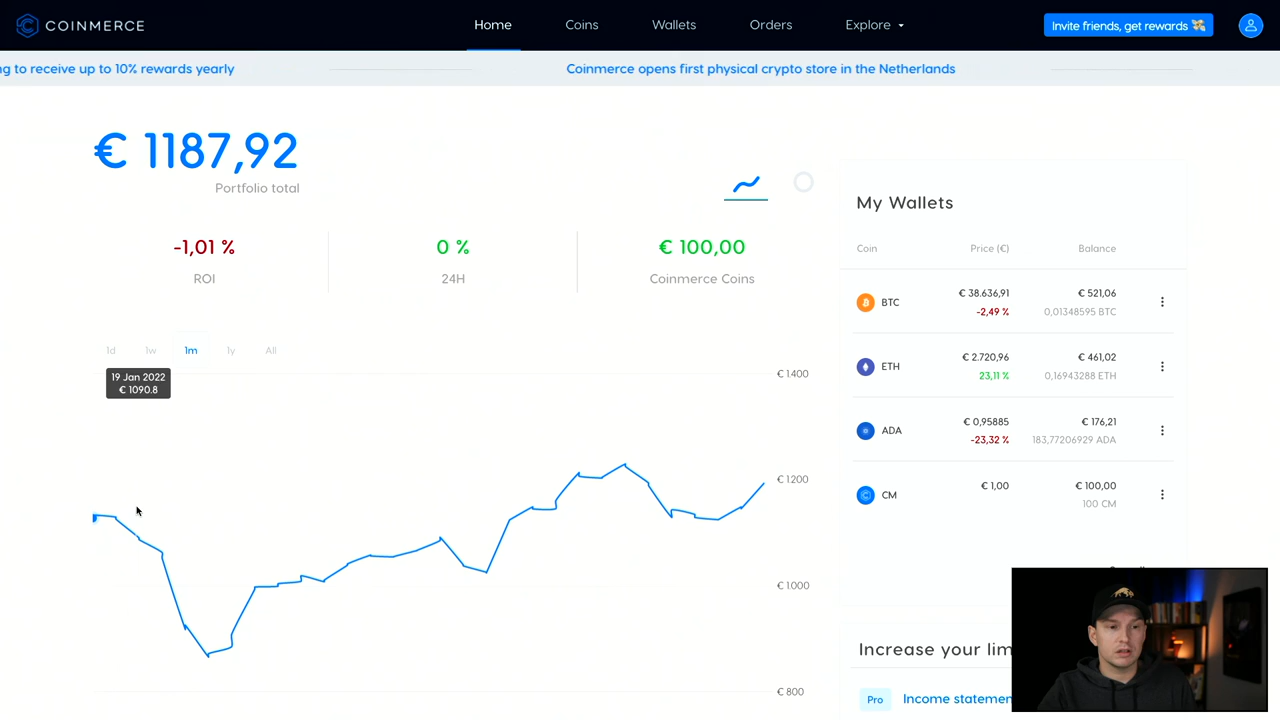 COINMERCE
Home
Coins
Wallets
Orders
Explore
Invite friends, get rewards 💸
ng to receive up to 10% rewards yearly
Coinmerce opens first physical crypto store in the Netherlands
€ 1187,92
Portfolio total
-1,01 %
ROI
0 %
24H
€ 100,00
Coinmerce Coins
1d
1w
1m
1y
All
19 Jan 2022
€ 1090.8
€ 1400
€ 1200
€ 1000
€ 800
My Wallets
Coin
Price (€)
Balance
BTC
€ 38.636,91
-2,49 %
€ 521,06
0,01348595 BTC
ETH
€ 2.720,96
23,11 %
€ 461,02
0,16943288 ETH
ADA
€ 0,95885
-23,32 %
€ 176,21
183,77206929 ADA
CM
€ 1,00
€ 100,00
100 CM
Increase your lim
Pro
Income statemen